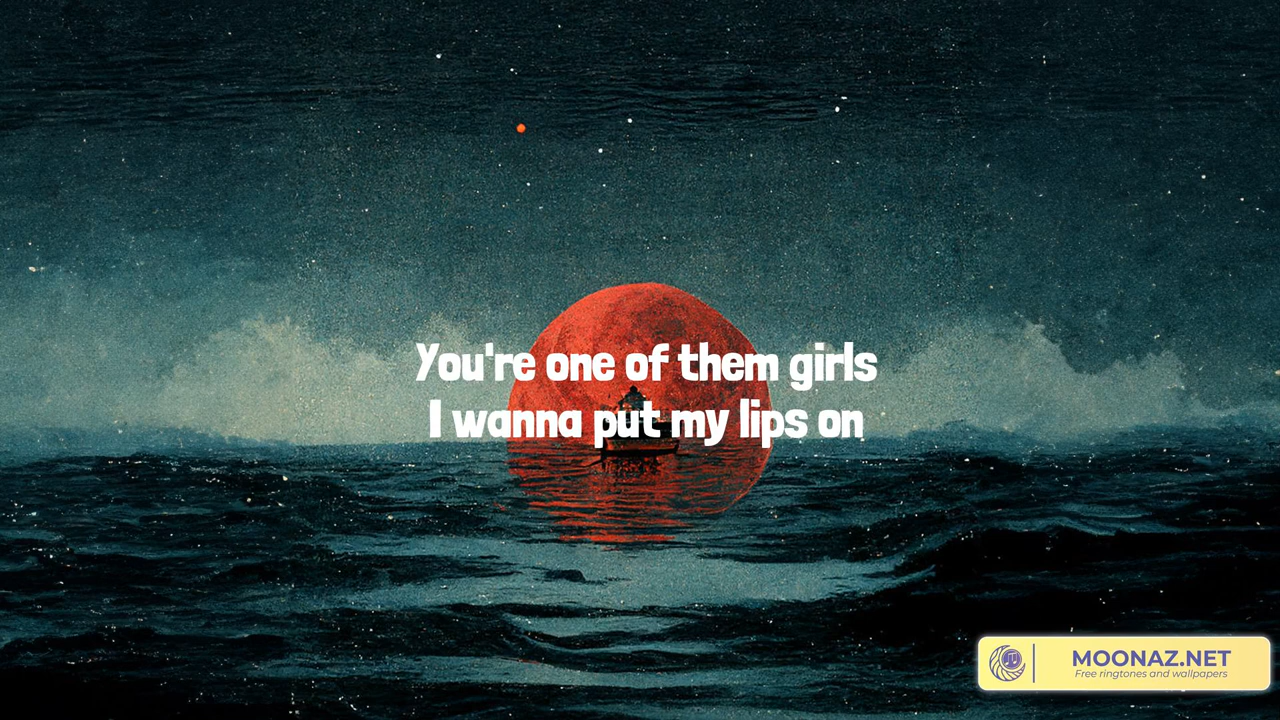 You're one of them girls
I wanna put my lips on
MOONAZ.NET
Free ringtones and wallpapers